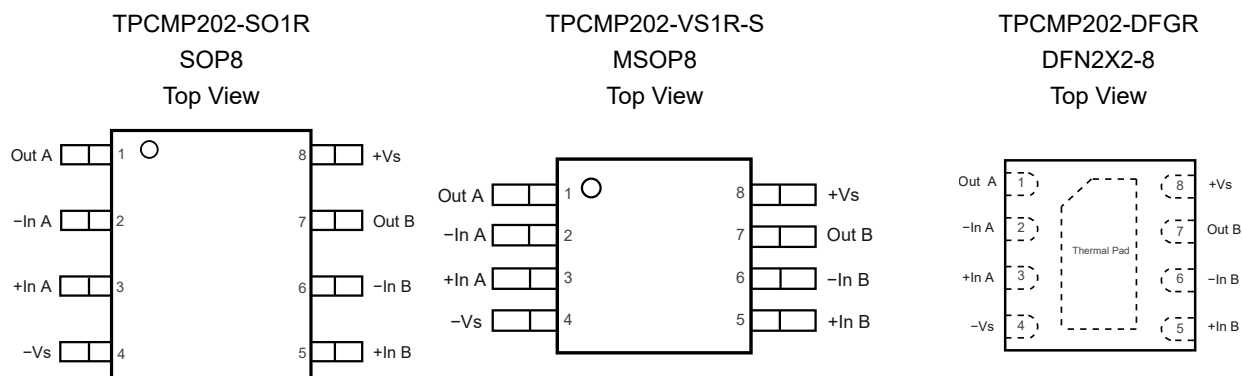 TPCMP202-SO1R
SOP8
Top View
Out A 1 8 +Vs
−In A 2 7 Out B
+In A 3 6 −In B
−Vs 4 5 +In B
TPCMP202-VS1R-S
MSOP8
Top View
Out A 1 8 +Vs
−In A 2 7 Out B
+In A 3 6 −In B
−Vs 4 5 +In B
TPCMP202-DFGR
DFN2X2-8
Top View
Out A 1 8 +Vs
−In A 2 7 Out B
Thermal Pad
+In A 3 6 −In B
−Vs 4 5 +In B